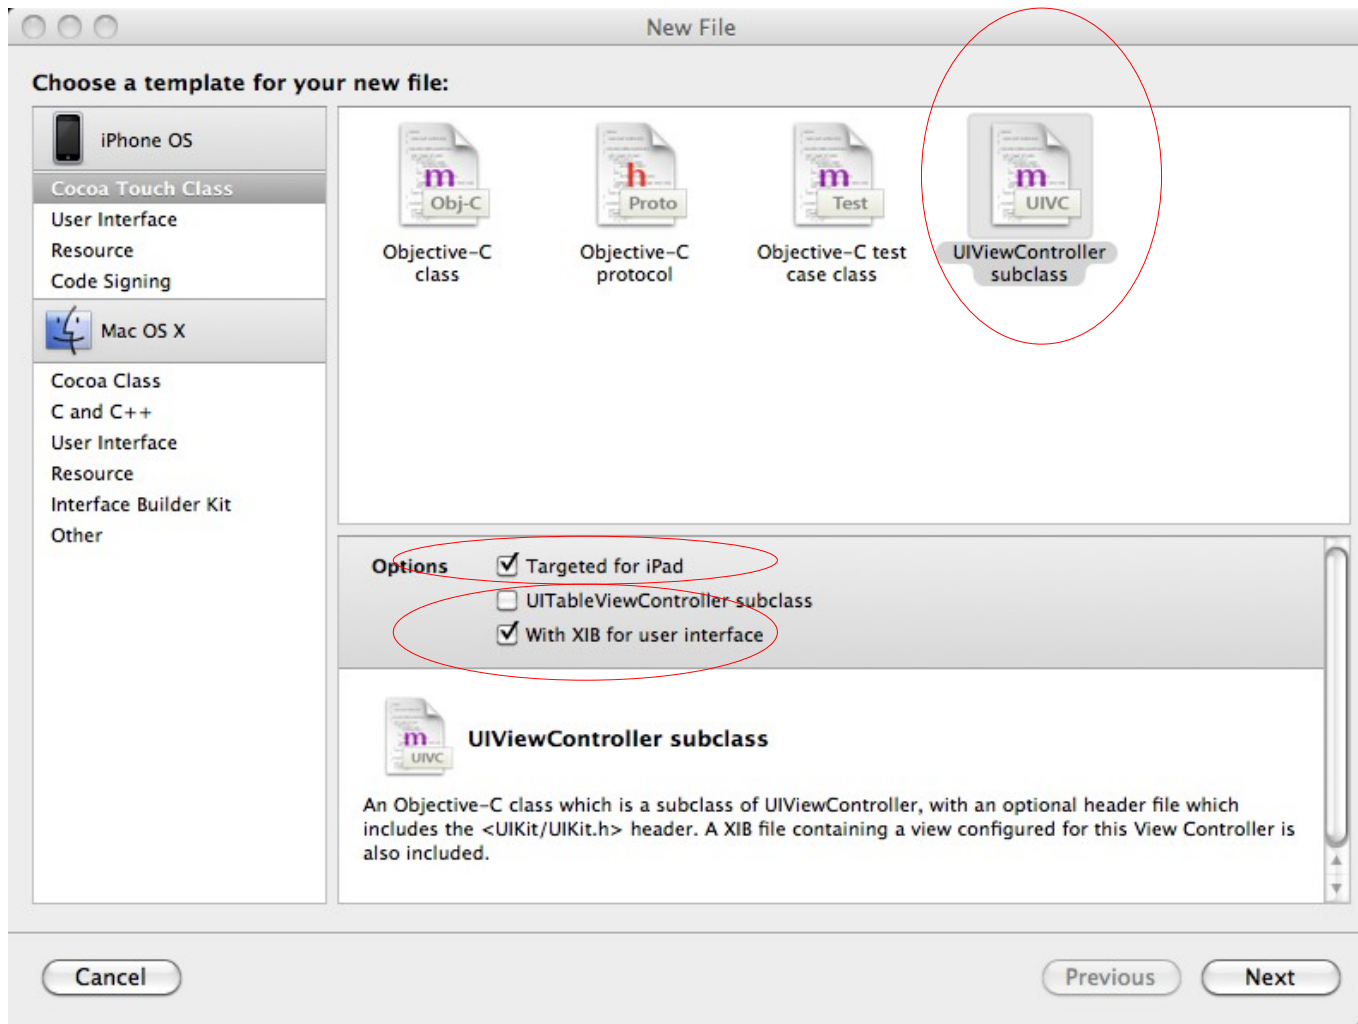 New File
Choose a template for your new file:
iPhone OS
Cocoa Touch Class
User Interface
Resource
Code Signing
Mac OS X
Cocoa Class
C and C++
User Interface
Resource
Interface Builder Kit
Other
m
Obj-C
Objective-C
class
h
Proto
Objective-C
protocol
m
Test
Objective-C test
case class
m
UIVC
UIViewController
subclass
Options
Targeted for iPad
UITableViewController subclass
With XIB for user interface
m
UIVC
UIViewController subclass
An Objective-C class which is a subclass of UIViewController, with an optional header file which
includes the <UIKit/UIKit.h> header. A XIB file containing a view configured for this View Controller is
also included.
Cancel
Previous
Next